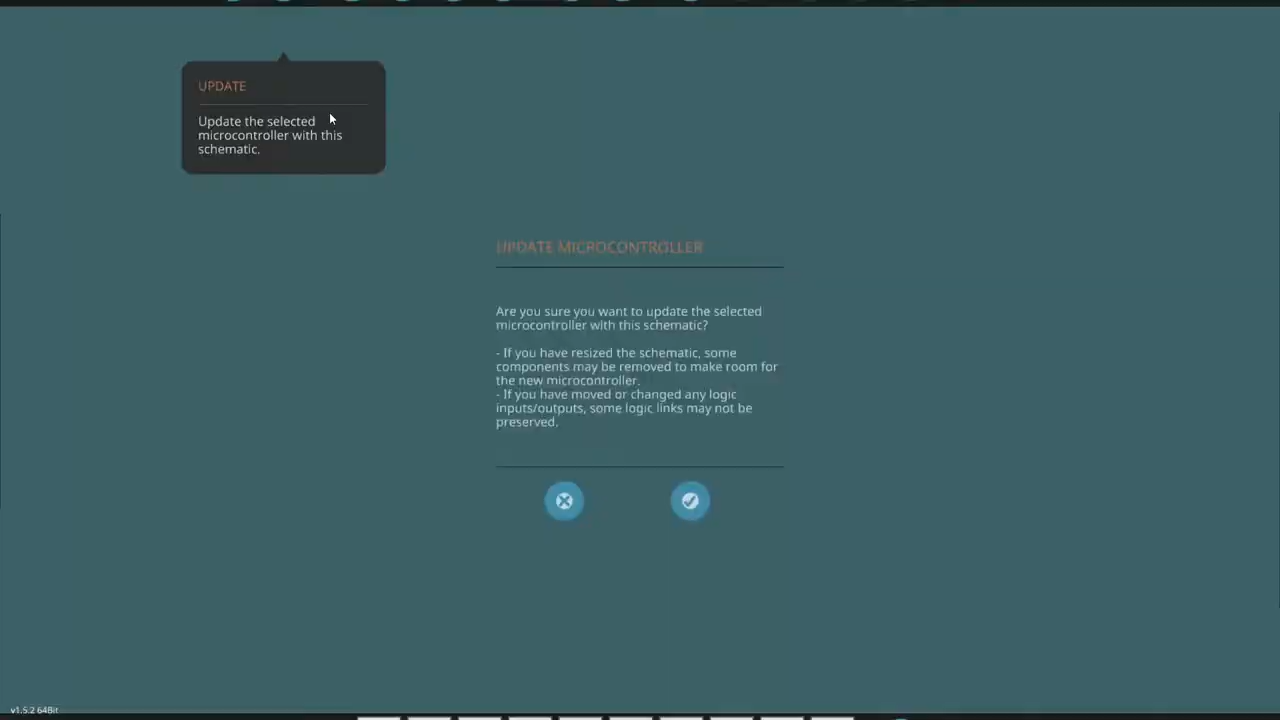 UPDATE
Update the selected
microcontroller with this
schematic.
UPDATE MICROCONTROLLER
Are you sure you want to update the selected
microcontroller with this schematic?
- If you have resized the schematic, some
components may be removed to make room for
the new microcontroller.
- If you have moved or changed any logic
inputs/outputs, some logic links may not be
preserved.
v1.5.2 64Bit